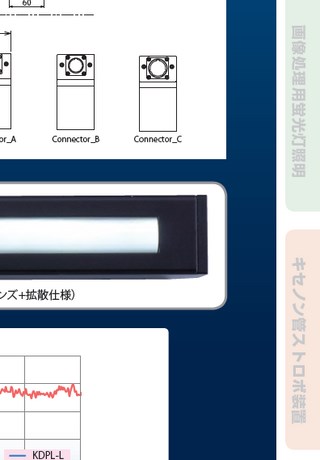 60
or_A
Connector_B
Connector_C
ンズ+拡散仕様）
KDPL-L
画像処理用蛍光灯照明
キセノン管ストロボ装置